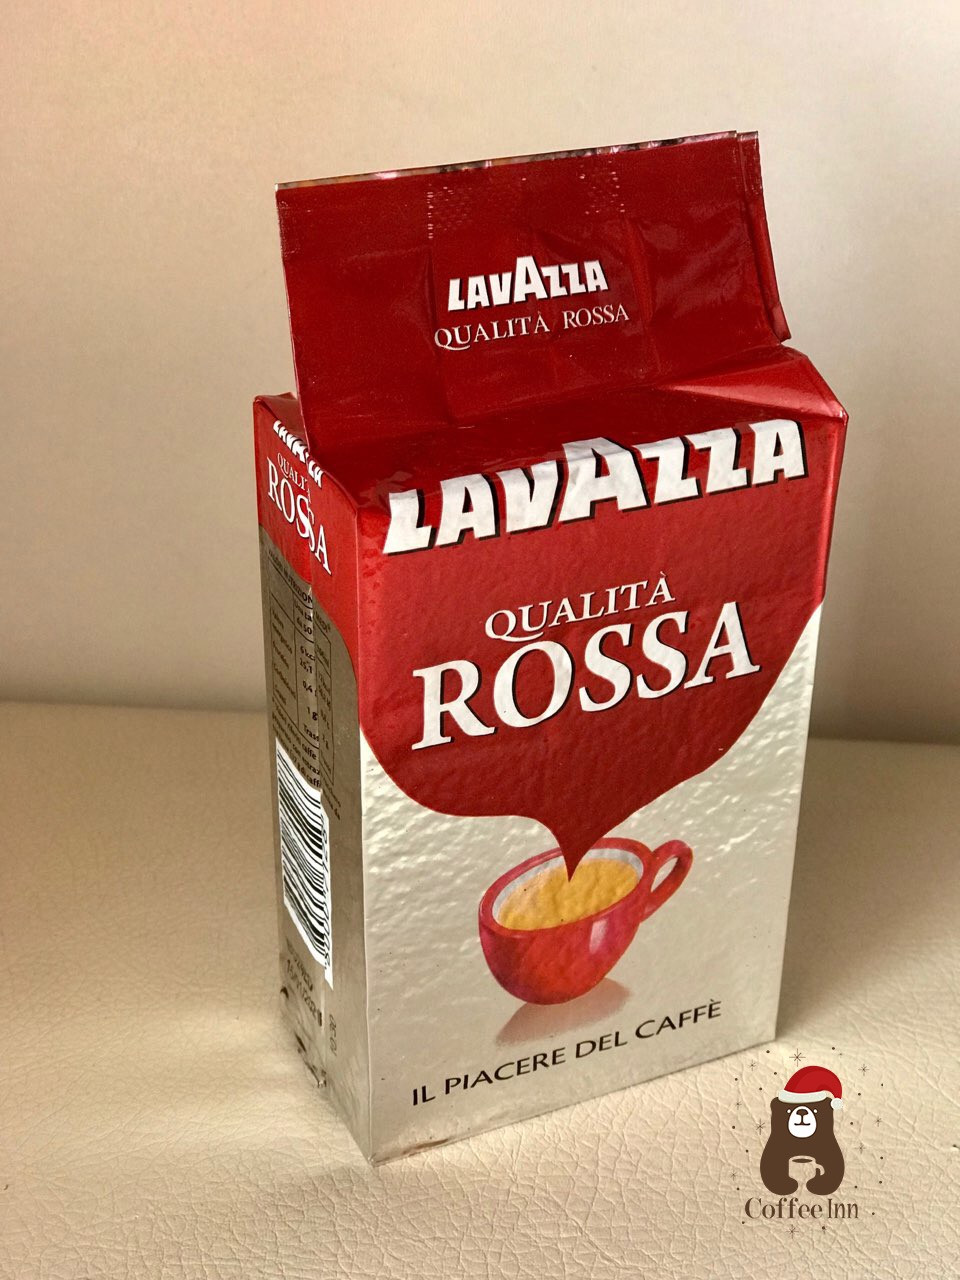 LAVAZZA
QUALITÀ ROSSA
LAVAZZA
QUALITÀ
ROSSA
IL PIACERE DEL CAFFÈ
LAVAZZA
QUALITÀ
ROSSA
Coffee Inn